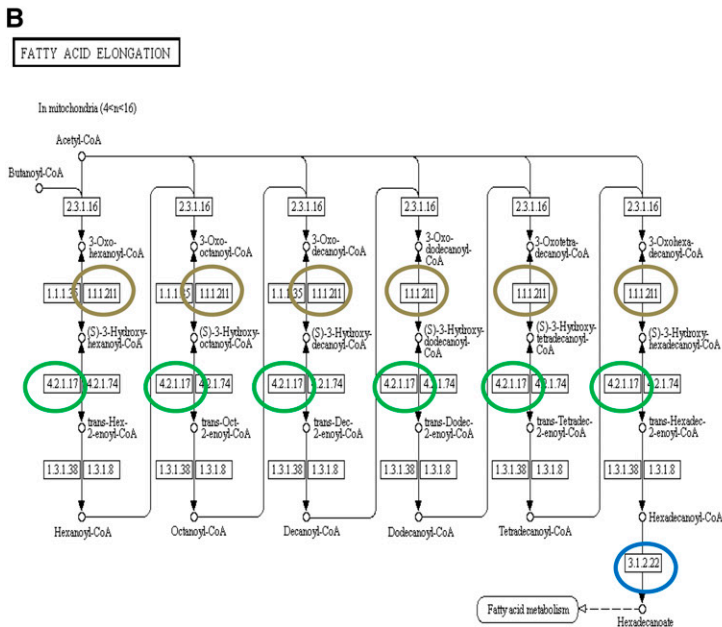 B
FATTY ACID ELONGATION
In mitochondria (4<n<16)
Acetyl-CoA
Butanoyl-CoA
2.3.1.16 2.3.1.16 2.3.1.16 2.3.1.16 2.3.1.16 2.3.1.16
3-Oxo-
hexanoyl-CoA
3-Oxo-
octanoyl-CoA
3-Oxo-
decanoyl-CoA
3-Oxo-
dodecanoyl-
CoA
3-Oxotetra-
decanoyl-CoA
3-Oxohexa-
decanoyl-CoA
1.1.1.35 1.1.1.211 1.1.1.35 1.1.1.211 1.1.1.35 1.1.1.211 1.1.1.211 1.1.1.211 1.1.1.211
(S)-3-Hydroxy-
hexanoyl-CoA
(S)-3-Hydroxy-
octanoyl-CoA
(S)-3-Hydroxy-
decanoyl-CoA
(S)-3-Hydroxy-
dodecanoyl-
CoA
(S)-3-Hydroxy-
tetradecanoyl-
CoA
(S)-3-Hydroxy-
hexadecanoyl-CoA
4.2.1.17 4.2.1.74 4.2.1.17 4.2.1.74 4.2.1.17 4.2.1.74 4.2.1.17 4.2.1.74 4.2.1.17 4.2.1.74 4.2.1.17 4.2.1.74
trans-Hex-
2-enoyl-CoA
trans-Oct-
2-enoyl-CoA
trans-Dec-
2-enoyl-CoA
trans-Dodec-
2-enoyl-CoA
trans-Tetradec-
2-enoyl-CoA
trans-Hexadec-
2-enoyl-CoA
1.3.1.38 1.3.1.8 1.3.1.38 1.3.1.8 1.3.1.38 1.3.1.8 1.3.1.38 1.3.1.8 1.3.1.38 1.3.1.8 1.3.1.38 1.3.1.8
Hexanoyl-CoA
Octanoyl-CoA
Decanoyl-CoA
Dodecanoyl-CoA
Tetradecanoyl-CoA
Hexadecanoyl-CoA
3.1.2.22
Fatty acid metabolism
Hexadecanoate